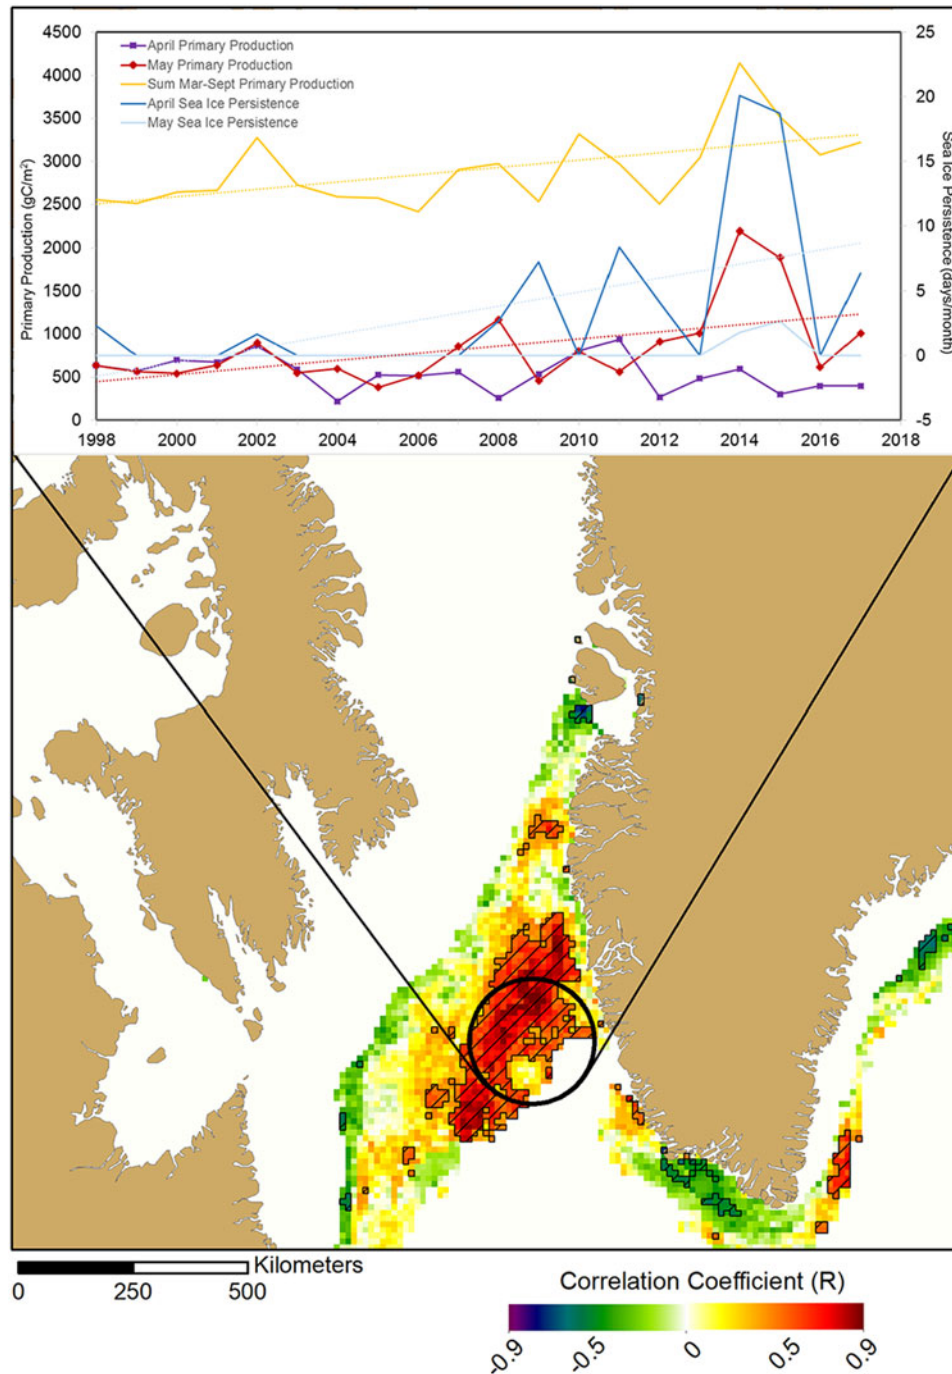 4500
4000
3500
3000
2500
2000
1500
1000
500
0
Primary Production (gC/m²)
April Primary Production
May Primary Production
Sum Mar-Sept Primary Production
April Sea Ice Persistence
May Sea Ice Persistence
25
20
15
10
5
0
-5
Sea Ice Persistence (days/month)
1998 2000 2002 2004 2006 2008 2010 2012 2014 2016 2018
Kilometers
0 250 500
Correlation Coefficient (R)
-0.9 -0.5 0 0.5 0.9